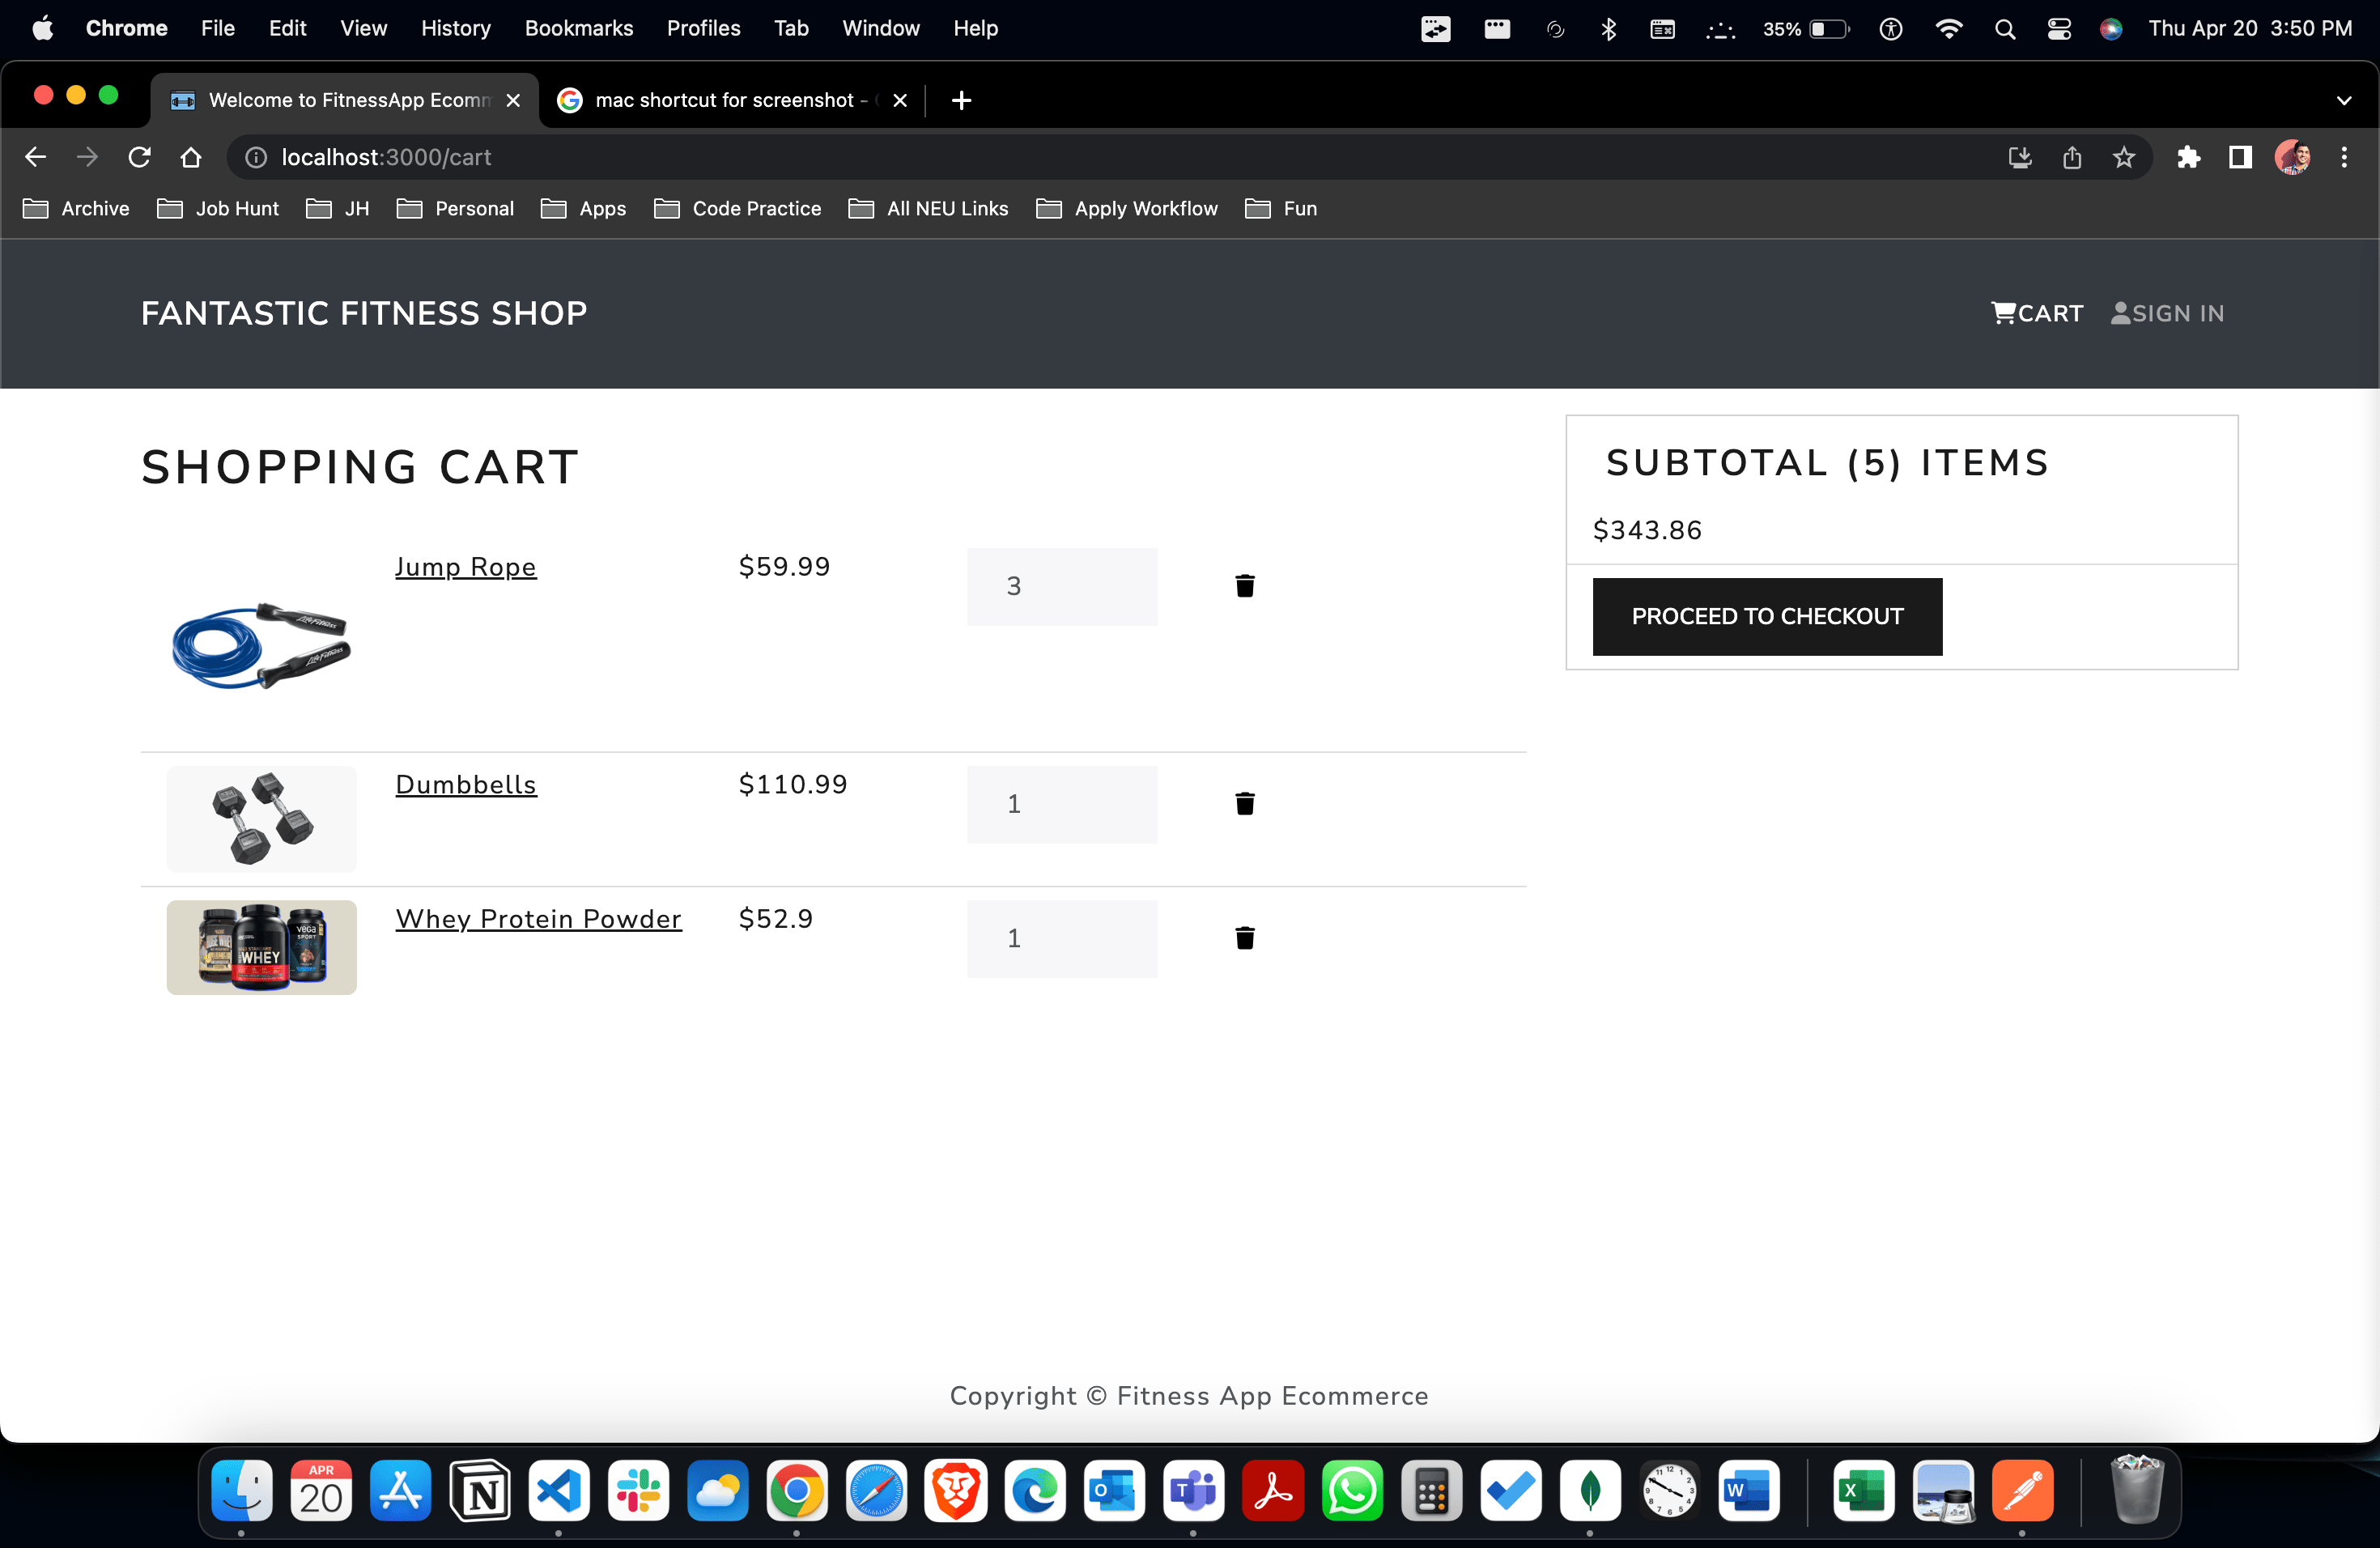 Chrome File Edit View History Bookmarks Profiles Tab Window Help 35% Thu Apr 20 3:50 PM
Welcome to FitnessApp Ecomm mac shortcut for screenshot -
localhost:3000/cart
Archive Job Hunt JH Personal Apps Code Practice All NEU Links Apply Workflow Fun
FANTASTIC FITNESS SHOP CART SIGN IN
SHOPPING CART
Jump Rope $59.99 3
Dumbbells $110.99 1
Whey Protein Powder $52.9 1
vega
SPORT
WHEY
SUBTOTAL (5) ITEMS
$343.86
PROCEED TO CHECKOUT
Copyright © Fitness App Ecommerce
APR
20